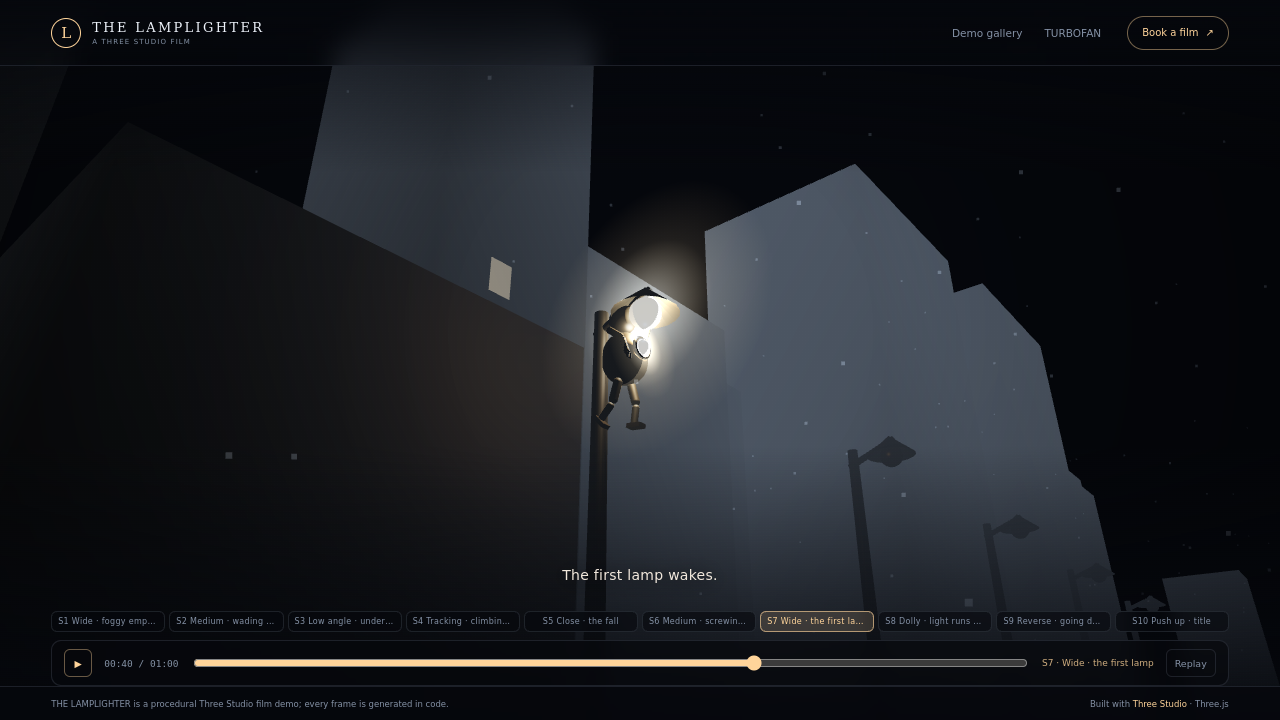 L
THE LAMPLIGHTER
A THREE STUDIO FILM
Demo gallery
TURBOFAN
Book a film ↗
The first lamp wakes.
S1 Wide · foggy emp...
S2 Medium · wading ...
S3 Low angle · under...
S4 Tracking · climbin...
S5 Close · the fall
S6 Medium · screwin...
S7 Wide · the first la...
S8 Dolly · light runs ...
S9 Reverse · going d...
S10 Push up · title
00:40 / 01:00
S7 · Wide · the first lamp
Replay
THE LAMPLIGHTER is a procedural Three Studio film demo; every frame is generated in code.
Built with Three Studio · Three.js